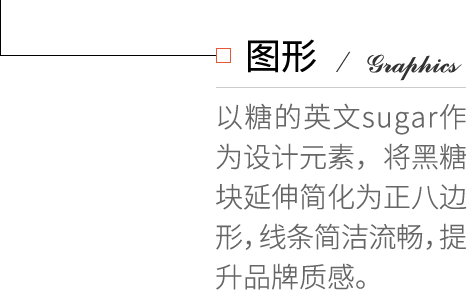 图形 / Graphics
以糖的英文sugar作
为设计元素，将黑糖
块延伸简化为正八边
形，线条简洁流畅，提
升品牌质感。